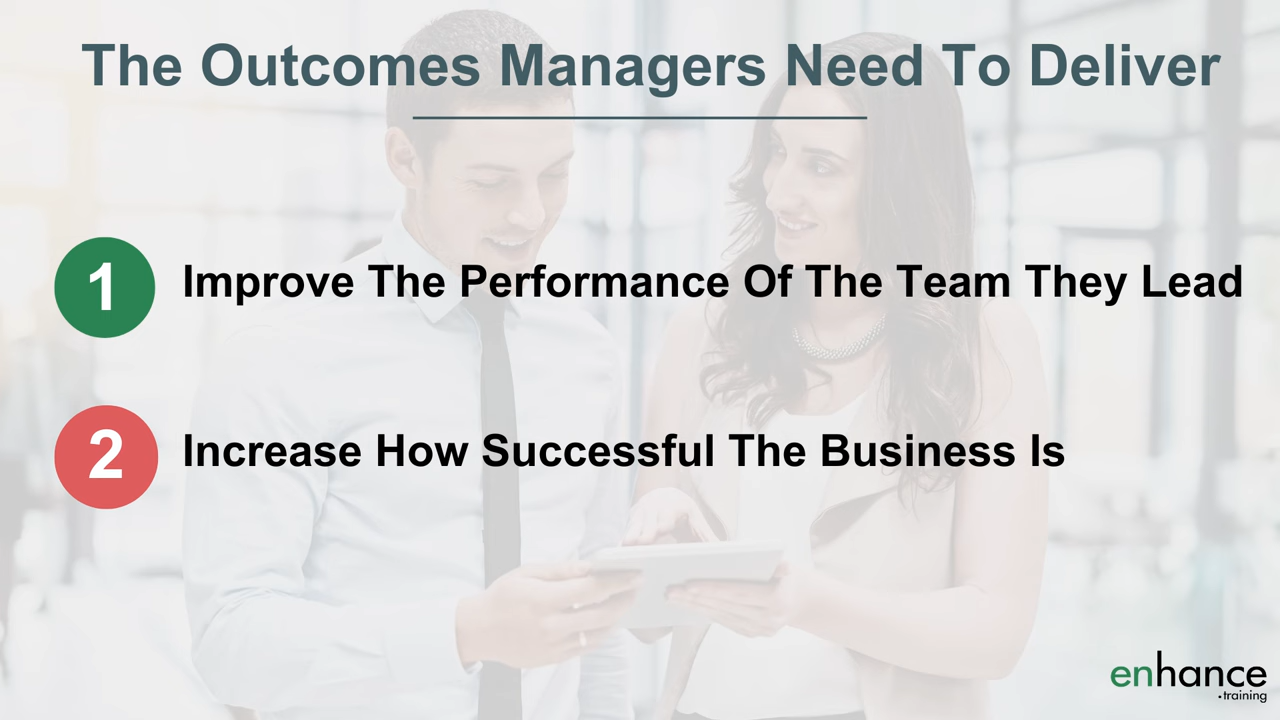 The Outcomes Managers Need To Deliver
1 Improve The Performance Of The Team They Lead
2 Increase How Successful The Business Is
enhance
.training